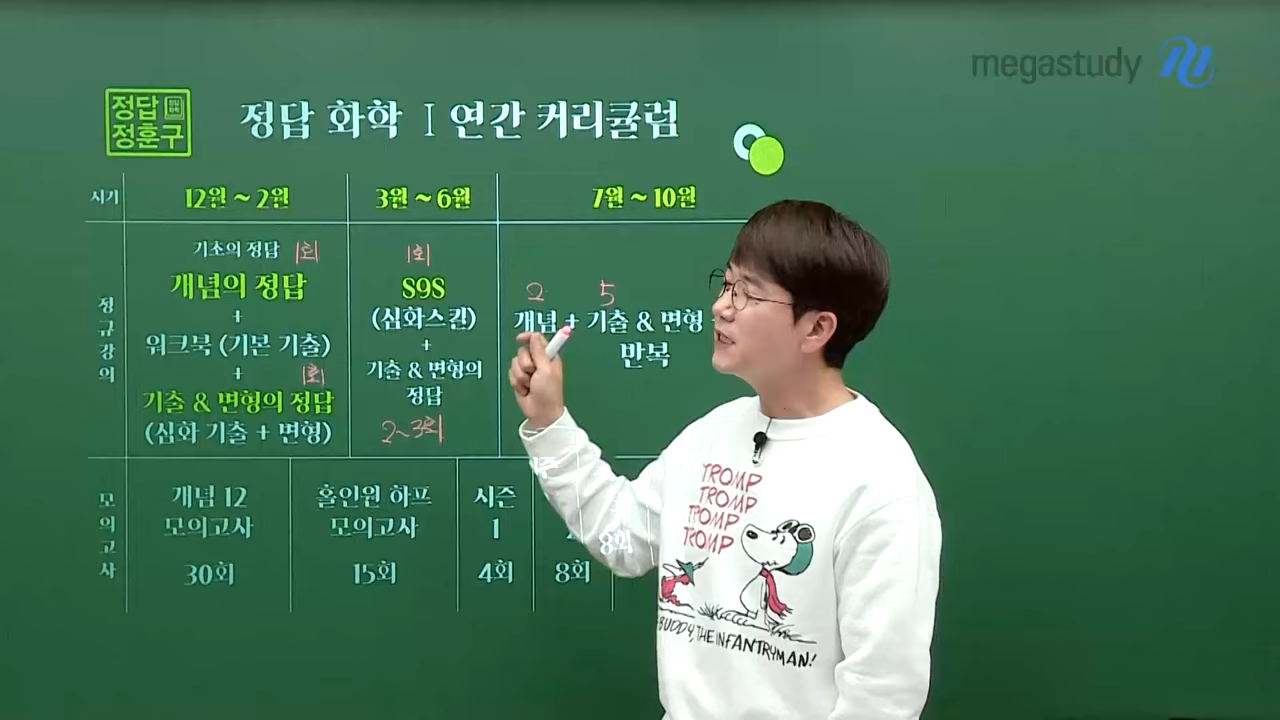 megastudy
정답
정훈구
정답 화학 I 연간 커리큘럼
시기
12월 ~ 2월
3월 ~ 6월
7월 ~ 10월
정규강의
기초의 정답 1회
개념의 정답
+
워크북 (기본 기출)
+
1회
기출 & 변형의 정답
(심화 기출 + 변형)
1회
S9S
(심화스킬)
+
기출 & 변형의
정답
2~3회
2 5
개념 + 기출 & 변형
반복
모의고사
개념 12
모의고사
30회
홀인원 하프
모의고사
15회
시즌
1
4회
8회
8회
TROMP
TROMP
TROMP
TROMP
BUDDY, THE INFANTRYMAN!